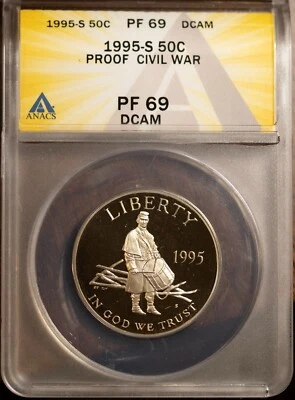 1995-S 50C PF 69 DCAM
1995-S 50C
PROOF CIVIL WAR
ANACS
PF 69
DCAM
LIBERTY
1995
IN GOD WE TRUST